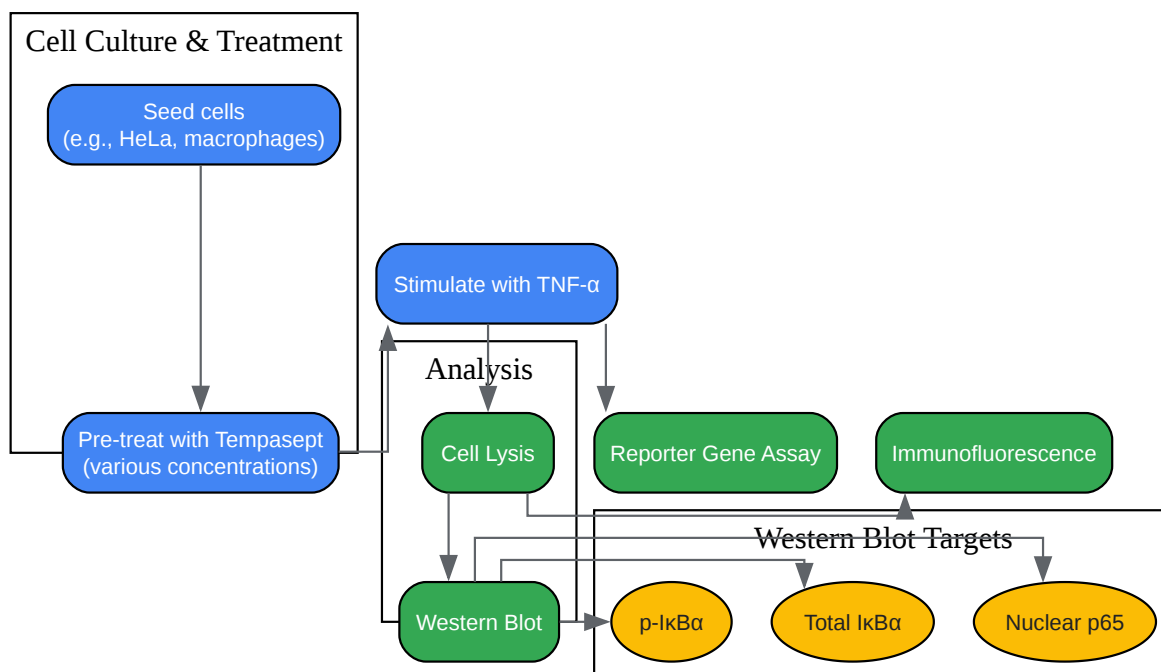 Cell Culture & Treatment
Seed cells
(e.g., HeLa, macrophages)
Stimulate with TNF-α
Analysis
Pre-treat with Tempasept
(various concentrations)
Cell Lysis
Reporter Gene Assay
Immunofluorescence
Western Blot Targets
Western Blot
p-IκBα
Total IκBα
Nuclear p65